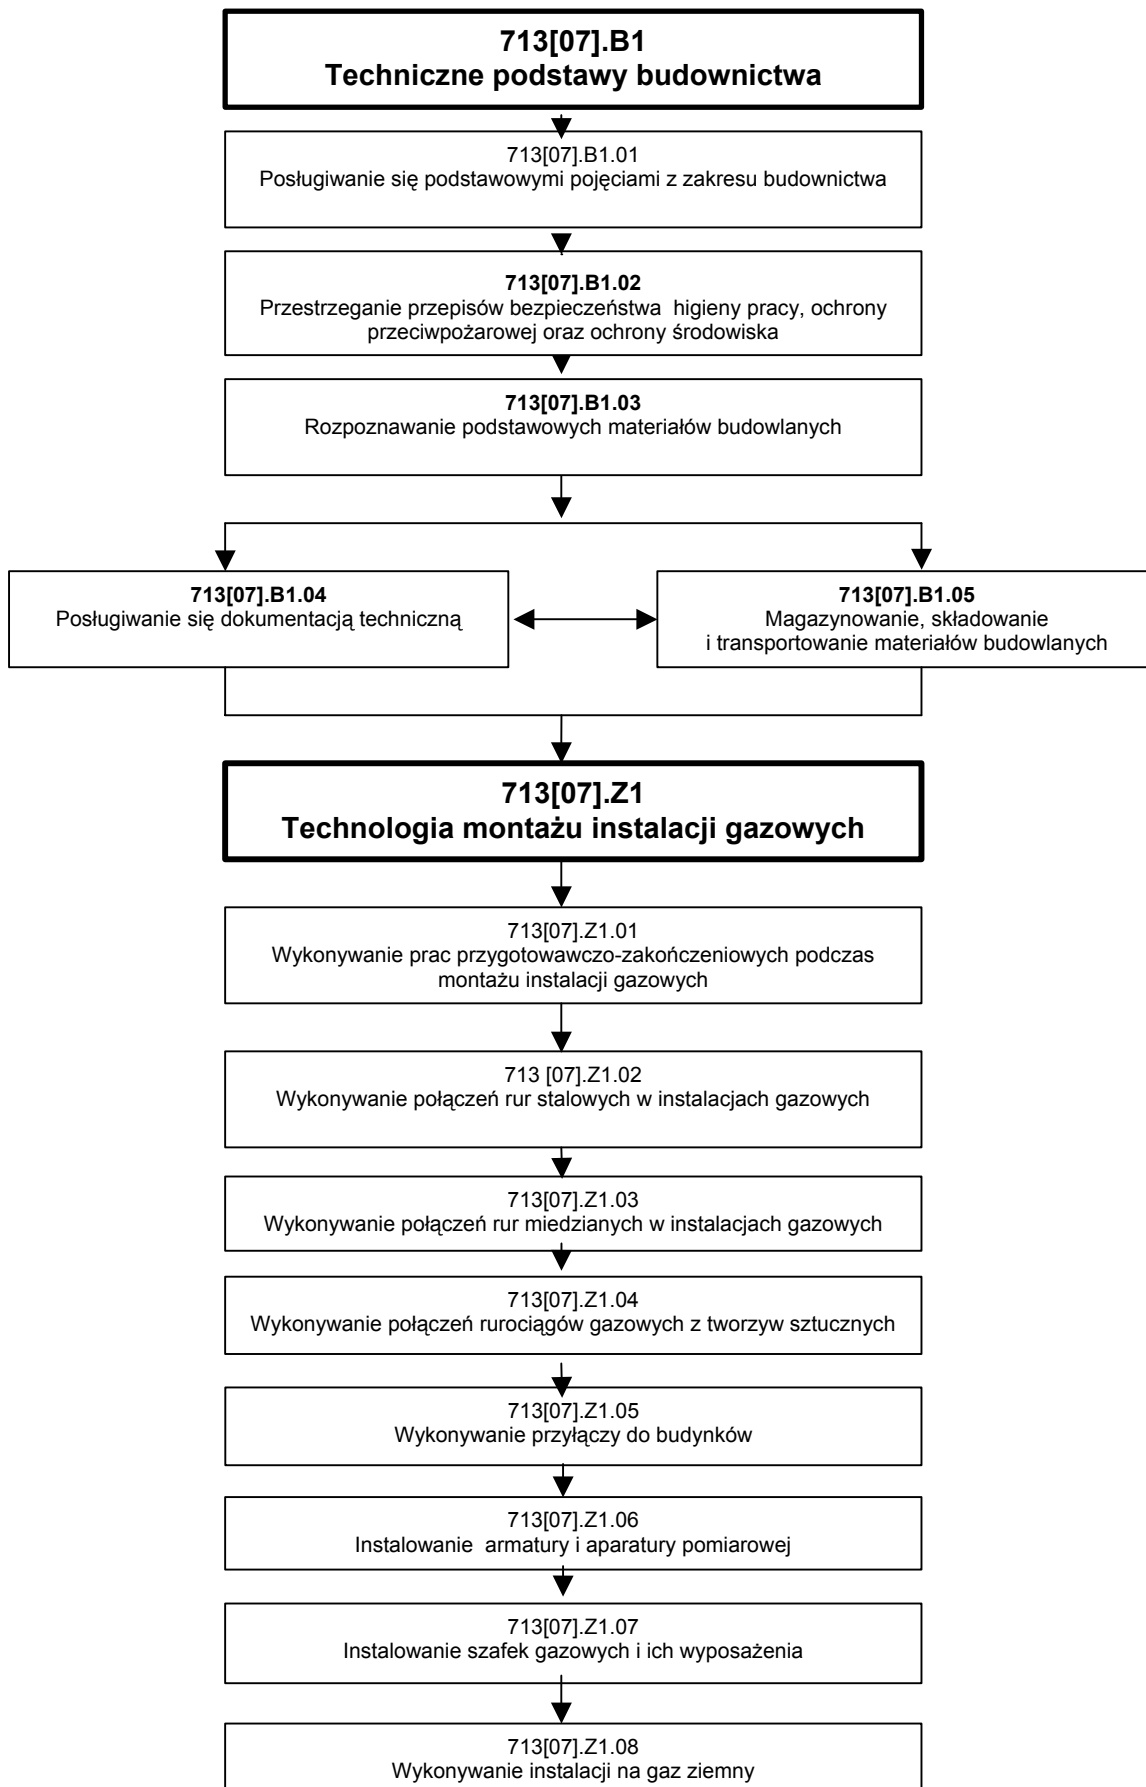 713[07].B1
Techniczne podstawy budownictwa
713[07].B1.01
Posługiwanie się podstawowymi pojęciami z zakresu budownictwa
713[07].B1.02
Przestrzeganie przepisów bezpieczeństwa  higieny pracy, ochrony
przeciwpożarowej oraz ochrony środowiska
713[07].B1.03
Rozpoznawanie podstawowych materiałów budowlanych
713[07].B1.04
Posługiwanie się dokumentacją techniczną
713[07].B1.05
Magazynowanie, składowanie
i transportowanie materiałów budowlanych
713[07].Z1
Technologia montażu instalacji gazowych
713[07].Z1.01
Wykonywanie prac przygotowawczo-zakończeniowych podczas
montażu instalacji gazowych
713 [07].Z1.02
Wykonywanie połączeń rur stalowych w instalacjach gazowych
713[07].Z1.03
Wykonywanie połączeń rur miedzianych w instalacjach gazowych
713[07].Z1.04
Wykonywanie połączeń rurociągów gazowych z tworzyw sztucznych
713[07].Z1.05
Wykonywanie przyłączy do budynków
713[07].Z1.06
Instalowanie  armatury i aparatury pomiarowej
713[07].Z1.07
Instalowanie szafek gazowych i ich wyposażenia
713[07].Z1.08
Wykonywanie instalacji na gaz ziemny